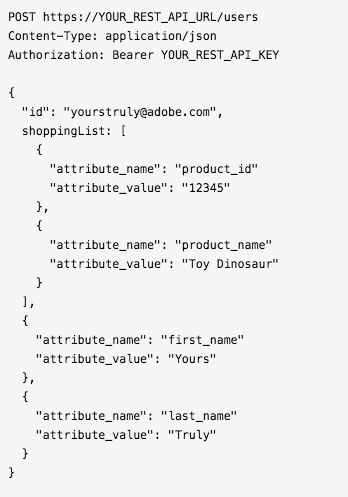 POST https://YOUR_REST_API_URL/users
Content-Type: application/json
Authorization: Bearer YOUR_REST_API_KEY

{
  "id": "yourstruly@adobe.com",
  shoppingList: [
    {
      "attribute_name": "product_id"
      "attribute_value": "12345"
    },
    {
      "attribute_name": "product_name"
      "attribute_value": "Toy Dinosaur"
    }
  ],
  {
    "attribute_name": "first_name"
    "attribute_value": "Yours"
  },
  {
    "attribute_name": "last_name"
    "attribute_value": "Truly"
  }
}